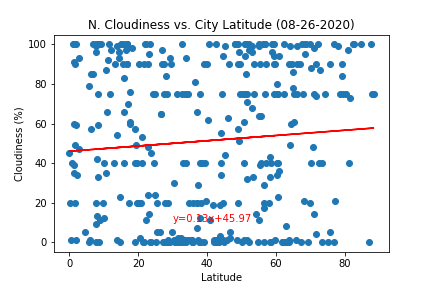 N. Cloudiness vs. City Latitude (08-26-2020)
100
80
60
40
20
0
Cloudiness (%)
y=0.13x+45.97
0 20 40 60 80
Latitude